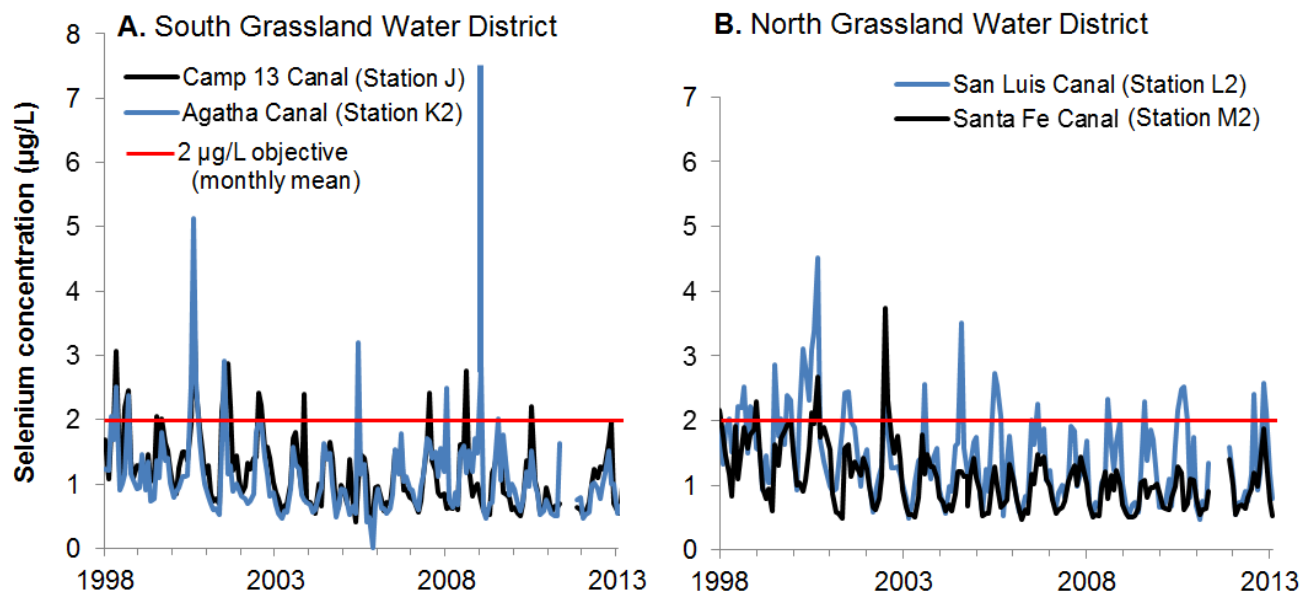 A. South Grassland Water District
Camp 13 Canal (Station J)
Agatha Canal (Station K2)
2 µg/L objective
(monthly mean)
Selenium concentration (µg/L)
8
7
6
5
4
3
2
1
0
1998 2003 2008 2013
B. North Grassland Water District
San Luis Canal (Station L2)
Santa Fe Canal (Station M2)
7
6
5
4
3
2
1
0
1998 2003 2008 2013